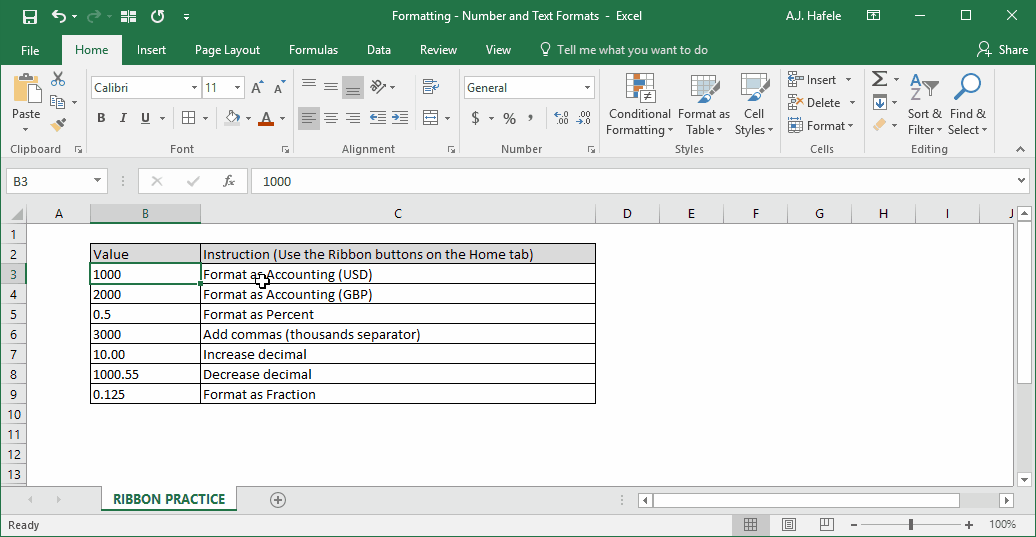 Formatting - Number and Text Formats - Excel
A.J. Hafele
File Home Insert Page Layout Formulas Data Review View Tell me what you want to do Share
Paste
Clipboard
Calibri 11
B I U A A A
Font
Alignment
General
$ % , .0 .00 .00 .0
Number
Conditional Formatting
Format as Table
Cell Styles
Styles
Insert
Delete
Format
Cells
Σ
Sort & Filter
Find & Select
Editing
B3 fx 1000
A B C D E F G H I J
1
2 Value Instruction (Use the Ribbon buttons on the Home tab)
3 1000 Format as Accounting (USD)
4 2000 Format as Accounting (GBP)
5 0.5 Format as Percent
6 3000 Add commas (thousands separator)
7 10.00 Increase decimal
8 1000.55 Decrease decimal
9 0.125 Format as Fraction
10
11
12
13
RIBBON PRACTICE
Ready 100%